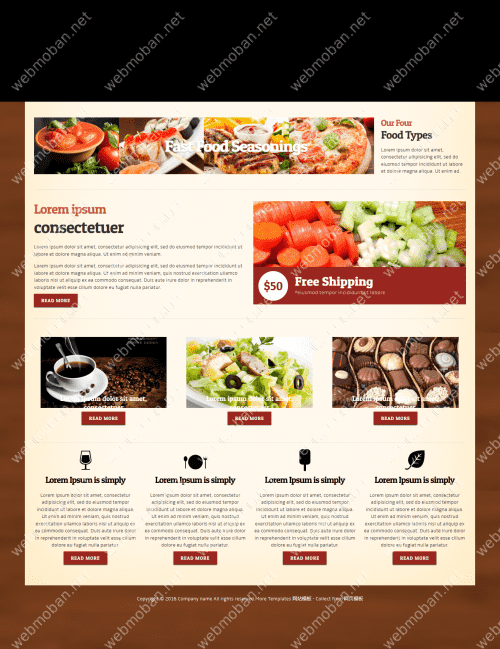 webmoban.net
Fast Food Seasonings
Our Four
Food Types
Lorem ipsum dolor sit amet,
consectetur adipiscing elit, sed do
eiusmod tempor incididunt ut labore
et dolore magna aliqua. Ut enim ad.
Lorem ipsum
consectetuer
Lorem ipsum dolor sit amet, consectetur adipiscing elit, sed do eiusmod tempor incididunt ut
labore et dolore magna aliqua. Ut enim ad minim veniam.
Lorem ipsum dolor sit amet, consectetur adipiscing elit, sed do eiusmod tempor incididunt ut
labore et dolore magna aliqua. Ut enim ad minim veniam, quis nostrud exercitation ullamco
laboris nisi ut aliquip ex ea commodo consequat. Duis aute irure dolor in reprehenderit in
voluptate velit esse cillum dolore eu fugiat nulla pariatur.
READ MORE
$50
Free Shipping
*eiusmod tempor incididunt ut labore
Lorem ipsum dolor sit amet,
consectetuer
READ MORE
Lorem ipsum dolor sit amet,
READ MORE
Lorem ipsum dolor sit amet,
consectetuer
READ MORE
Lorem Ipsum is simply
Lorem ipsum dolor sit amet, consectetur
adipiscing elit, sed do eiusmod tempor
incididunt ut labore et dolore magna aliqua.
Ut enim ad minim veniam, quis nostrud
exercitation ullamco laboris nisi ut aliquip ex
ea commodo consequat. Duis aute irure dolor
in reprehenderit in voluptate velit esse cillum
dolore eu fugiat nulla pariatur.
READ MORE
Lorem Ipsum is simply
Lorem ipsum dolor sit amet, consectetur
adipiscing elit, sed do eiusmod tempor
incididunt ut labore et dolore magna aliqua.
Ut enim ad minim veniam, quis nostrud
exercitation ullamco laboris nisi ut aliquip ex
ea commodo consequat. Duis aute irure dolor
in reprehenderit in voluptate velit esse cillum
dolore eu fugiat nulla pariatur.
READ MORE
Lorem Ipsum is simply
Lorem ipsum dolor sit amet, consectetur
adipiscing elit, sed do eiusmod tempor
incididunt ut labore et dolore magna aliqua.
Ut enim ad minim veniam, quis nostrud
exercitation ullamco laboris nisi ut aliquip ex
ea commodo consequat. Duis aute irure dolor
in reprehenderit in voluptate velit esse cillum
dolore eu fugiat nulla pariatur.
READ MORE
Lorem Ipsum is simply
Lorem ipsum dolor sit amet, consectetur
adipiscing elit, sed do eiusmod tempor
incididunt ut labore et dolore magna aliqua.
Ut enim ad minim veniam, quis nostrud
exercitation ullamco laboris nisi ut aliquip ex
ea commodo consequat. Duis aute irure dolor
in reprehenderit in voluptate velit esse cillum
dolore eu fugiat nulla pariatur.
READ MORE
Copyright © 2016.Company name All rights reserved.More Templates 网站模板 - Collect from 网页模板